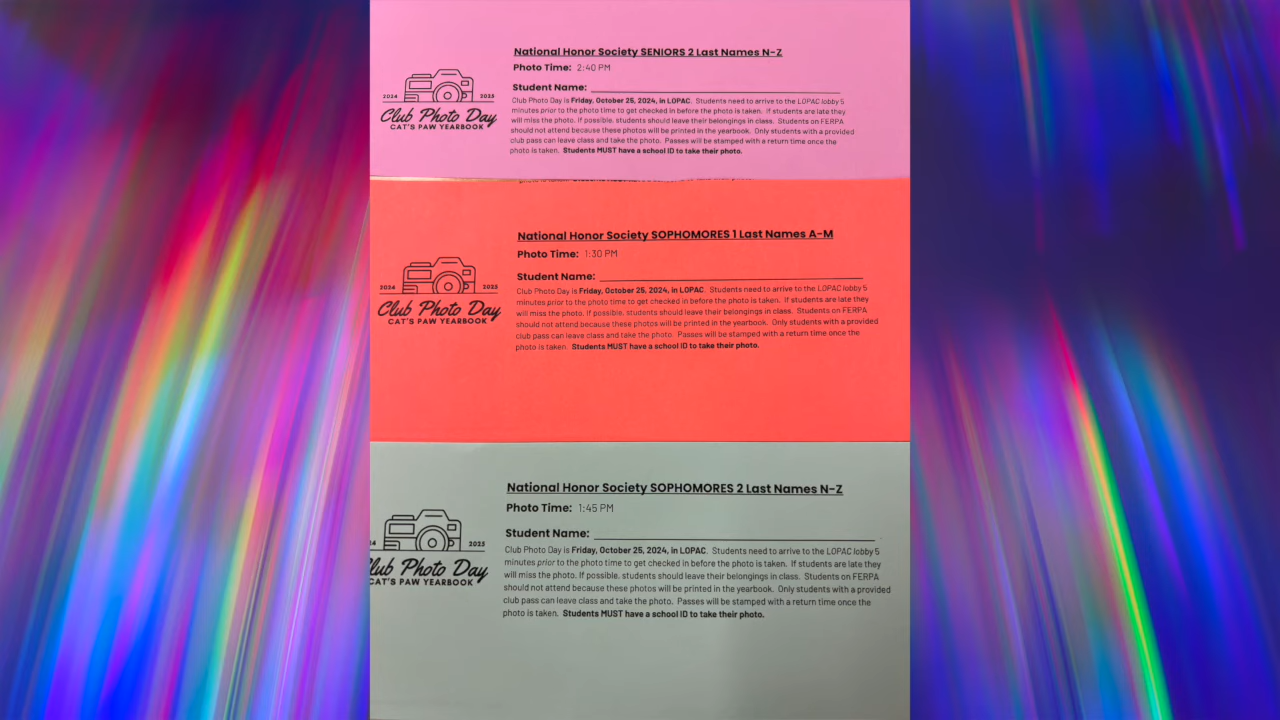 National Honor Society SENIORS 2 Last Names N-Z
Photo Time: 2:40 PM
Student Name:
2024 2025
Club Photo Day
CAT'S PAW YEARBOOK
Club Photo Day is Friday, October 25, 2024, in LOPAC. Students need to arrive to the LOPAC lobby 5
minutes prior to the photo time to get checked in before the photo is taken. If students are late they
will miss the photo. If possible, students should leave their belongings in class. Students on FERPA
should not attend because these photos will be printed in the yearbook. Only students with a provided
club pass can leave class and take the photo. Passes will be stamped with a return time once the
photo is taken. Students MUST have a school ID to take their photo.
National Honor Society SOPHOMORES 1 Last Names A-M
Photo Time: 1:30 PM
Student Name:
2024 2025
Club Photo Day
CAT'S PAW YEARBOOK
Club Photo Day is Friday, October 25, 2024, in LOPAC. Students need to arrive to the LOPAC lobby 5
minutes prior to the photo time to get checked in before the photo is taken. If students are late they
will miss the photo. If possible, students should leave their belongings in class. Students on FERPA
should not attend because these photos will be printed in the yearbook. Only students with a provided
club pass can leave class and take the photo. Passes will be stamped with a return time once the
photo is taken. Students MUST have a school ID to take their photo.
National Honor Society SOPHOMORES 2 Last Names N-Z
Photo Time: 1:45 PM
Student Name:
4 2025
lub Photo Day
CAT'S PAW YEARBOOK
Club Photo Day is Friday, October 25, 2024, in LOPAC. Students need to arrive to the LOPAC lobby 5
minutes prior to the photo time to get checked in before the photo is taken. If students are late they
will miss the photo. If possible, students should leave their belongings in class. Students on FERPA
should not attend because these photos will be printed in the yearbook. Only students with a provided
club pass can leave class and take the photo. Passes will be stamped with a return time once the
photo is taken. Students MUST have a school ID to take their photo.